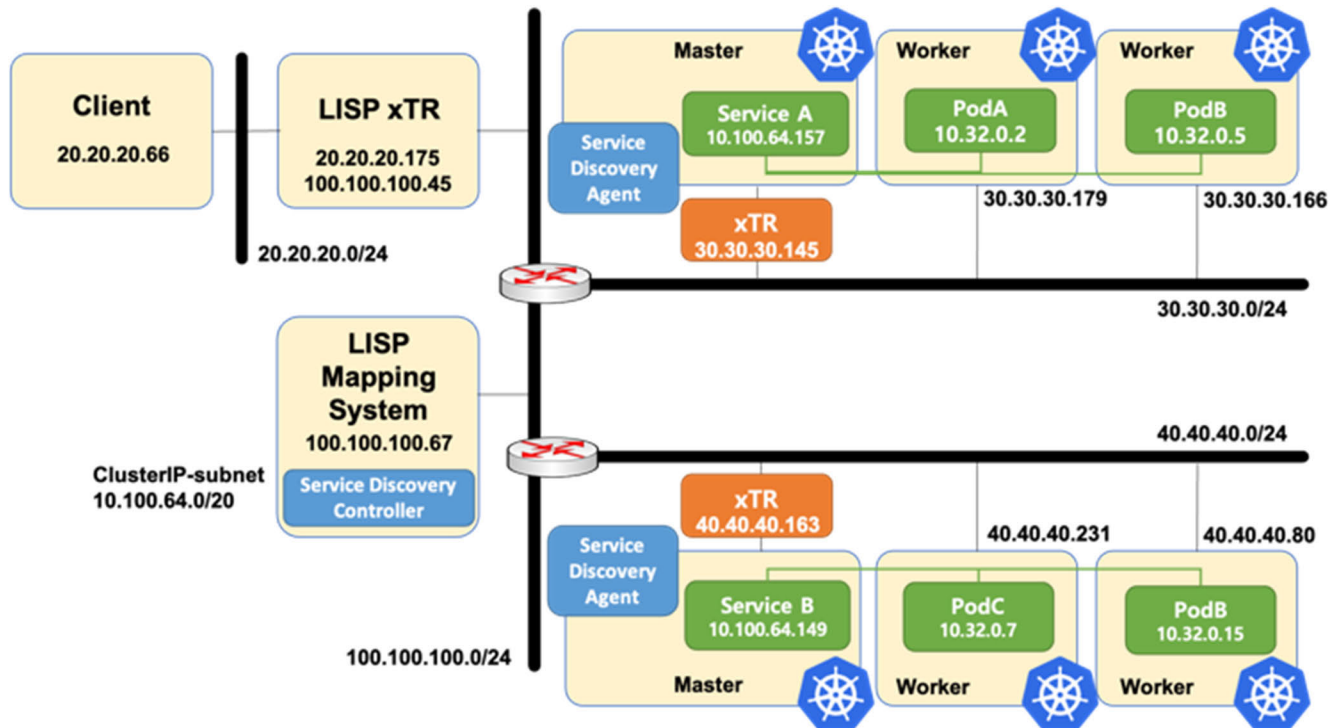 Client
20.20.20.66
LISP xTR
20.20.20.175
100.100.100.45
20.20.20.0/24
Master
Worker
Worker
Service A
10.100.64.157
PodA
10.32.0.2
PodB
10.32.0.5
Service
Discovery
Agent
xTR
30.30.30.145
30.30.30.179
30.30.30.166
30.30.30.0/24
LISP
Mapping
System
100.100.100.67
Service Discovery
Controller
ClusterIP-subnet
10.100.64.0/20
40.40.40.0/24
xTR
40.40.40.163
40.40.40.231
40.40.40.80
Service
Discovery
Agent
Service B
10.100.64.149
PodC
10.32.0.7
PodB
10.32.0.15
100.100.100.0/24
Master
Worker
Worker